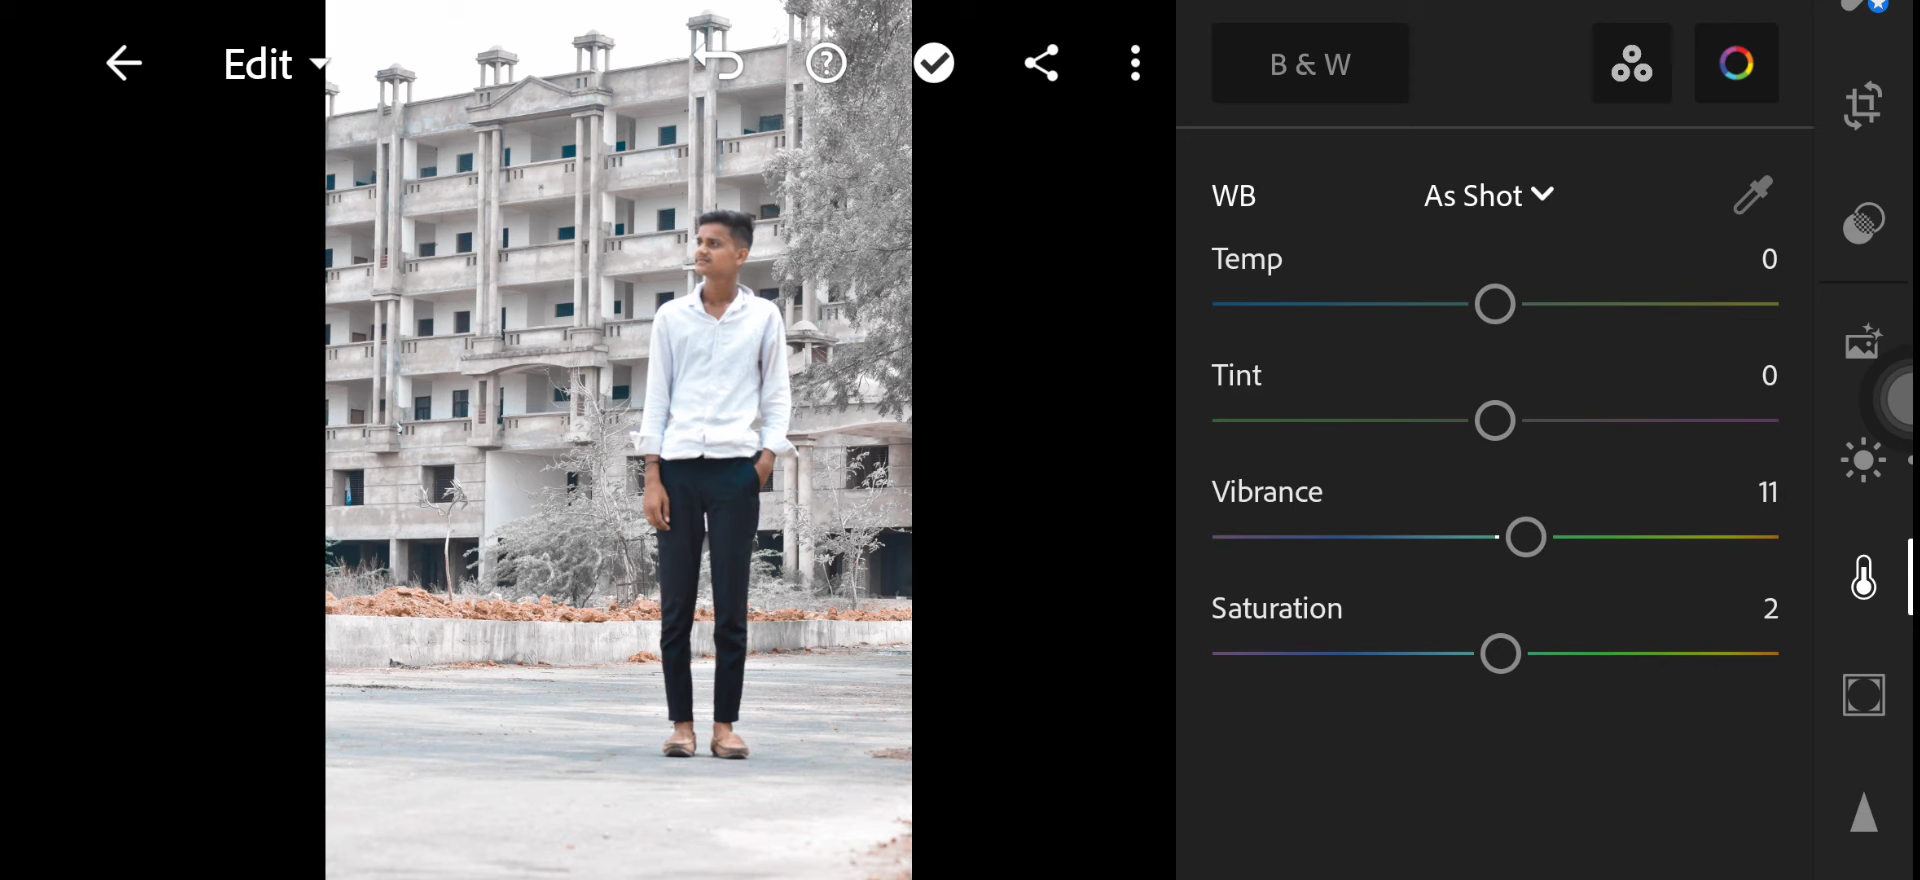 Edit
B & W
WB As Shot
Temp 0
Tint 0
Vibrance 11
Saturation 2